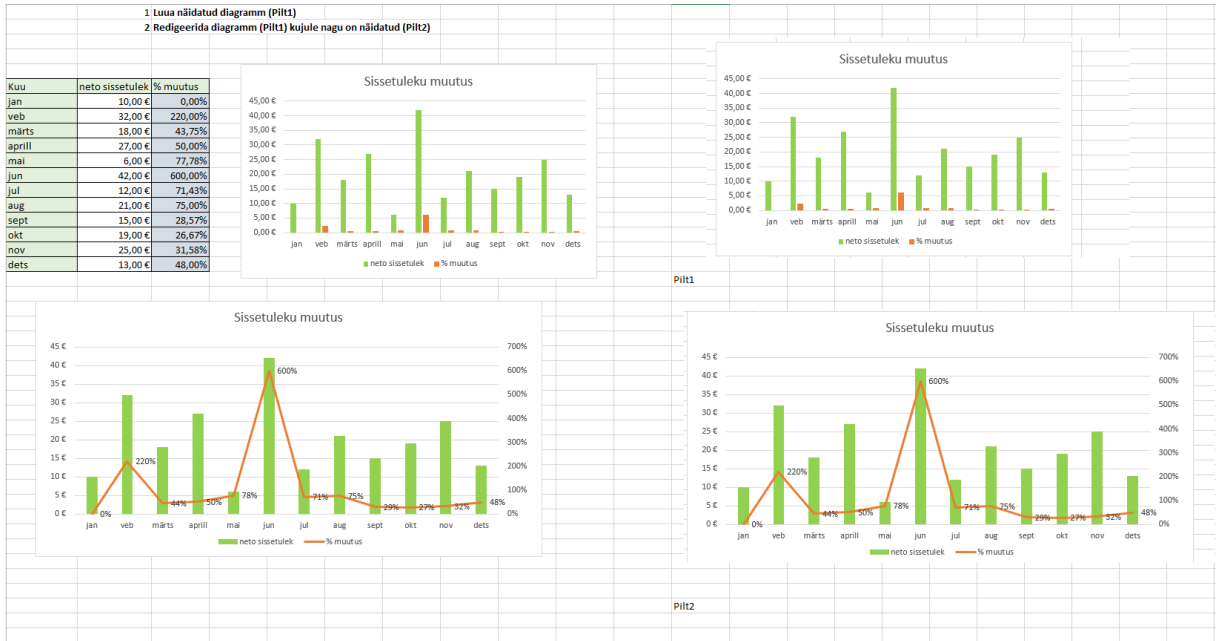 1 Luua näidatud diagramm (Pilt1)
2 Redigeerida diagramm (Pilt1) kujule nagu on näidatud (Pilt2)
Kuu neto sissetulek % muutus
jan 10,00 € 0,00%
veb 32,00 € 220,00%
märts 18,00 € 43,75%
aprill 27,00 € 50,00%
mai 6,00 € 77,78%
jun 42,00 € 600,00%
jul 12,00 € 71,43%
aug 21,00 € 75,00%
sept 15,00 € 28,57%
okt 19,00 € 26,67%
nov 25,00 € 31,58%
dets 13,00 € 48,00%
Sissetuleku muutus
45,00 €
40,00 €
35,00 €
30,00 €
25,00 €
20,00 €
15,00 €
10,00 €
5,00 €
0,00 €
jan veb märts aprill mai jun jul aug sept okt nov dets
neto sissetulek % muutus
Sissetuleku muutus
45,00 €
40,00 €
35,00 €
30,00 €
25,00 €
20,00 €
15,00 €
10,00 €
5,00 €
0,00 €
jan veb märts aprill mai jun jul aug sept okt nov dets
neto sissetulek % muutus
Pilt1
Sissetuleku muutus
45 € 700%
40 € 600%
35 € 500%
30 € 400%
25 € 300%
20 € 200%
15 € 100%
10 € 0%
5 €
0 €
0% 220% 44% 50% 78% 600% 71% 75% 29% 27% 32% 48%
jan veb märts aprill mai jun jul aug sept okt nov dets
neto sissetulek % muutus
Sissetuleku muutus
45 € 700%
40 € 600%
35 € 500%
30 € 400%
25 € 300%
20 € 200%
15 € 100%
10 € 0%
5 €
0 €
0% 220% 44% 50% 78% 600% 71% 75% 29% 27% 32% 48%
jan veb märts aprill mai jun jul aug sept okt nov dets
neto sissetulek % muutus
Pilt2